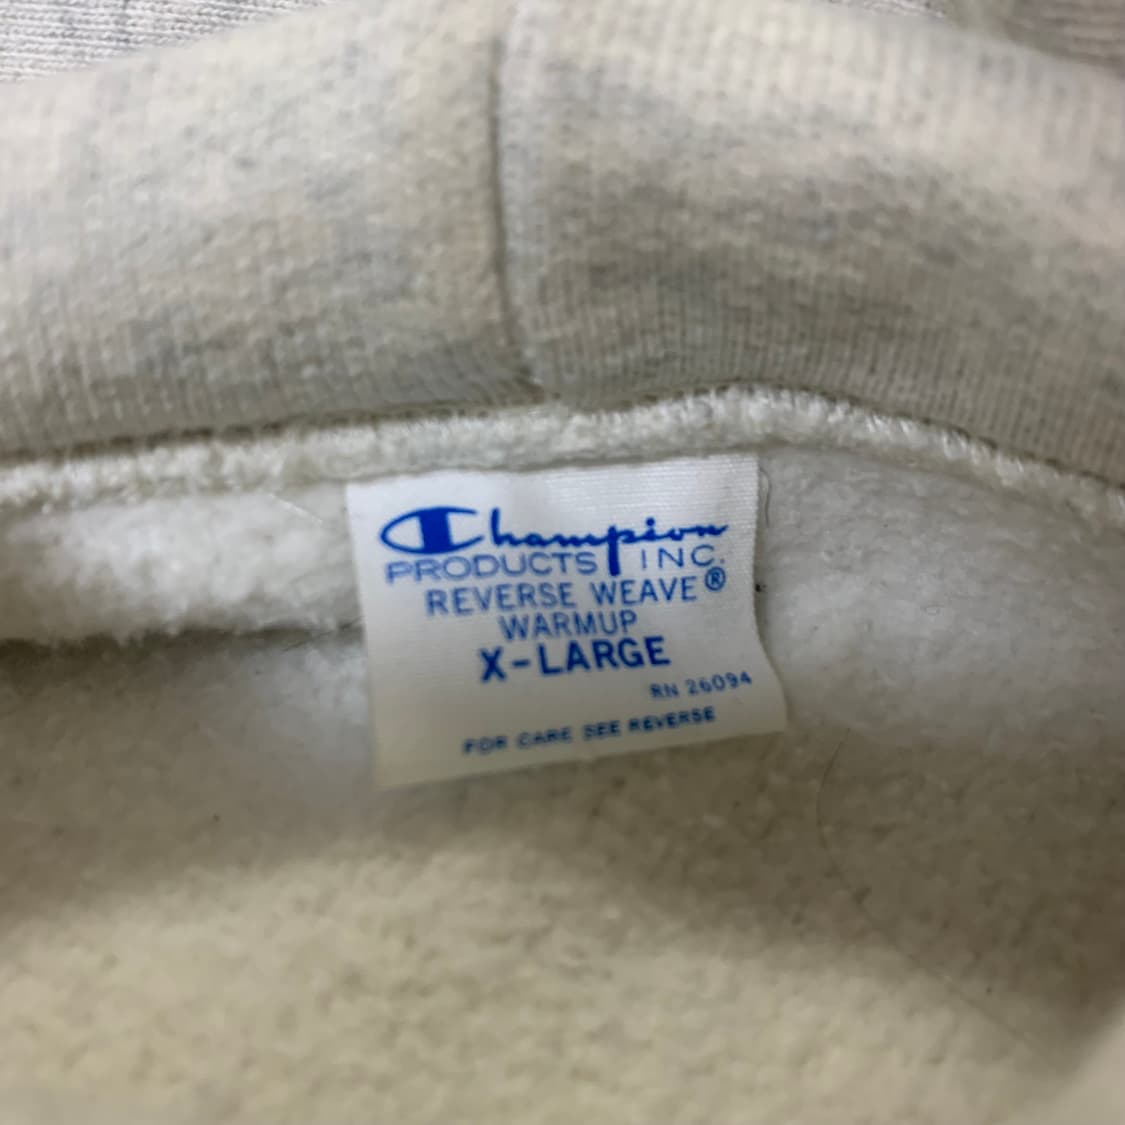 Champion
PRODUCTS INC.
REVERSE WEAVE®
WARMUP
X-LARGE
RN 26094
FOR CARE SEE REVERSE